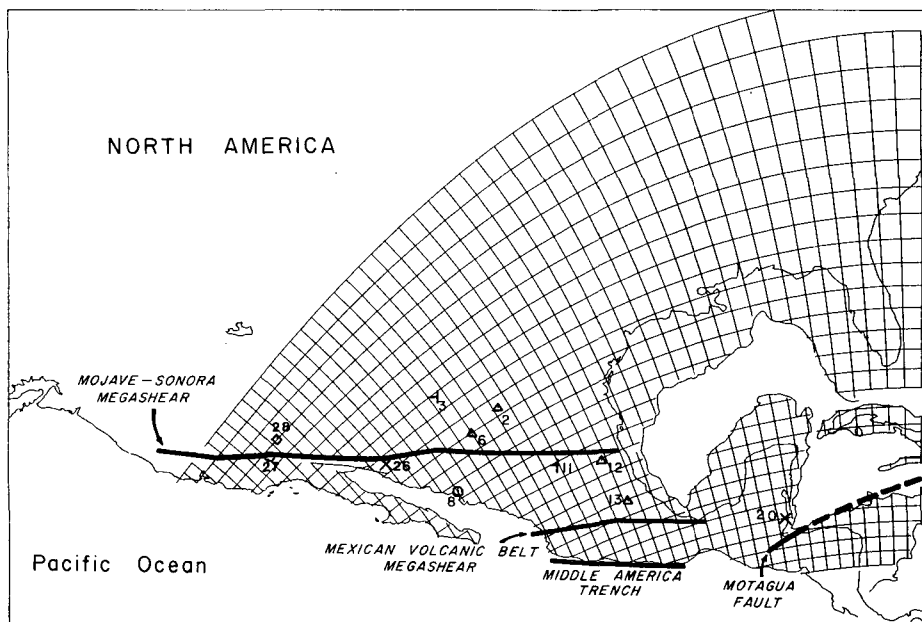 NORTH AMERICA
MOJAVE-SONORA
MEGASHEAR
3
2
28
6
27
26
N11
12
8
13
20
MEXICAN VOLCANIC BELT
MEGASHEAR
Pacific Ocean
MIDDLE AMERICA
TRENCH
MOTAGUA
FAULT